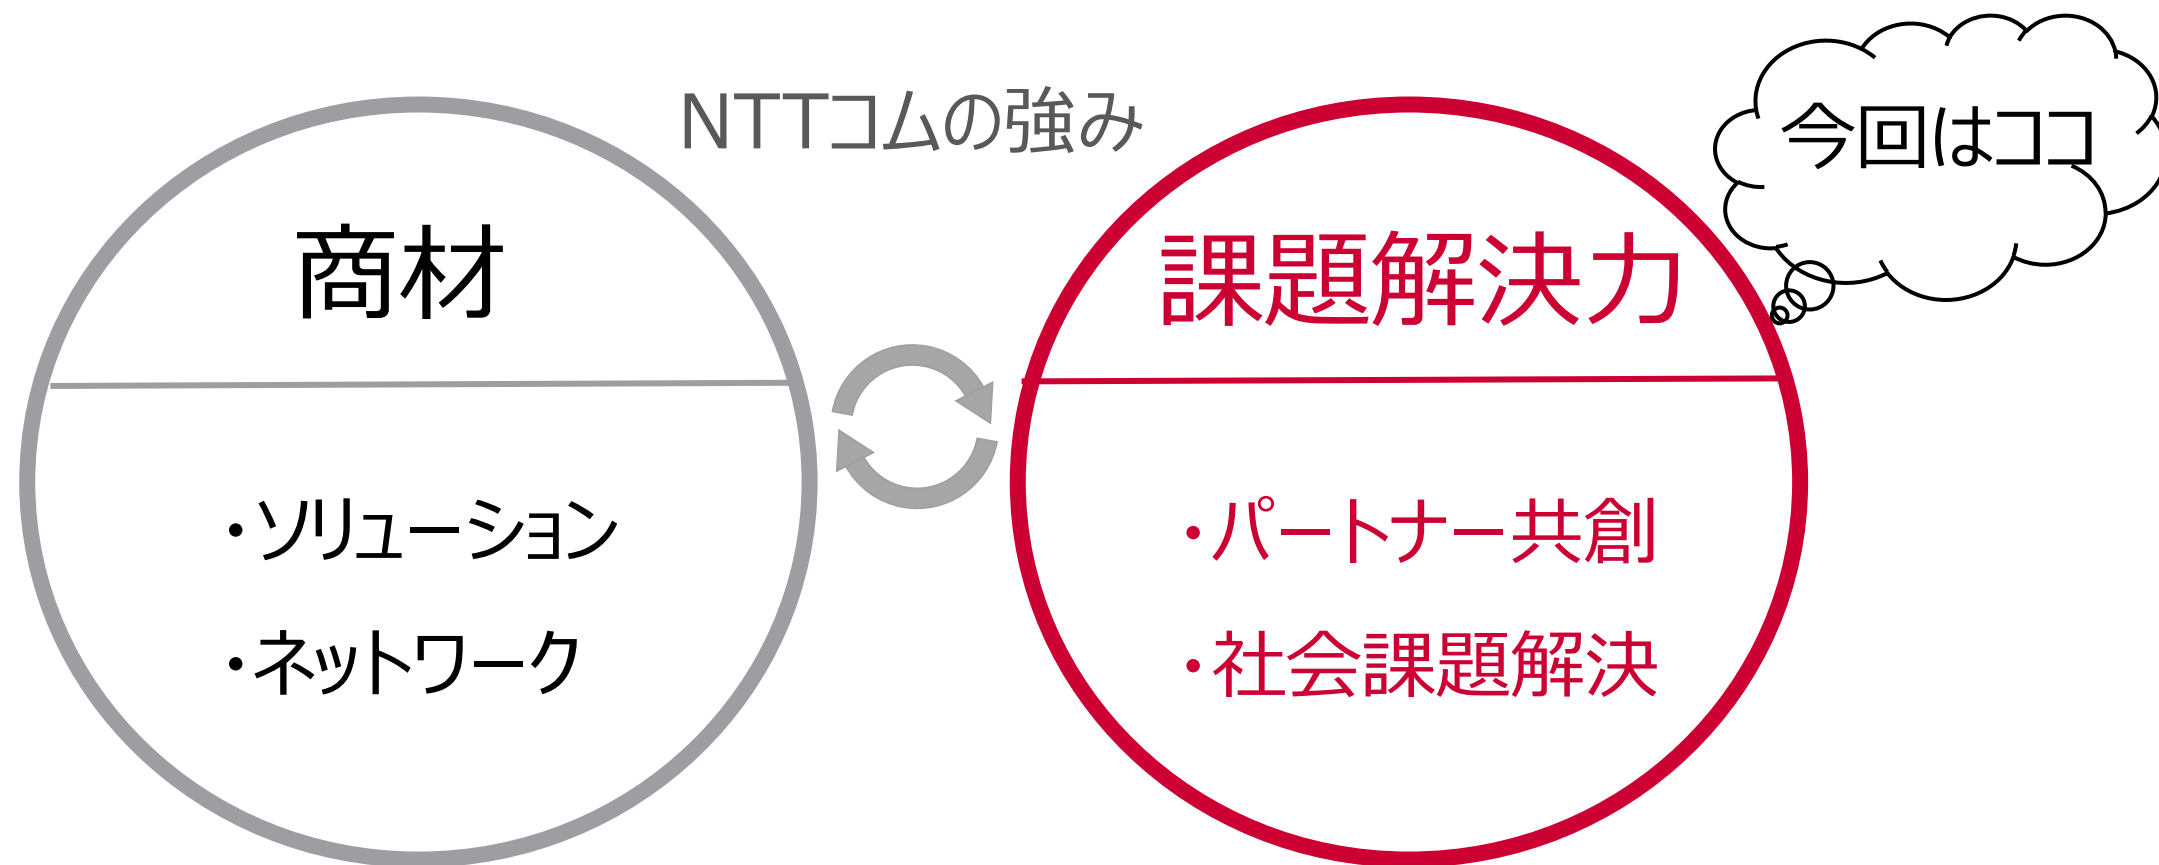 NTTコムの強み
今回はココ
商材
・ソリューション
・ネットワーク
課題解決力
・パートナー共創
・社会課題解決